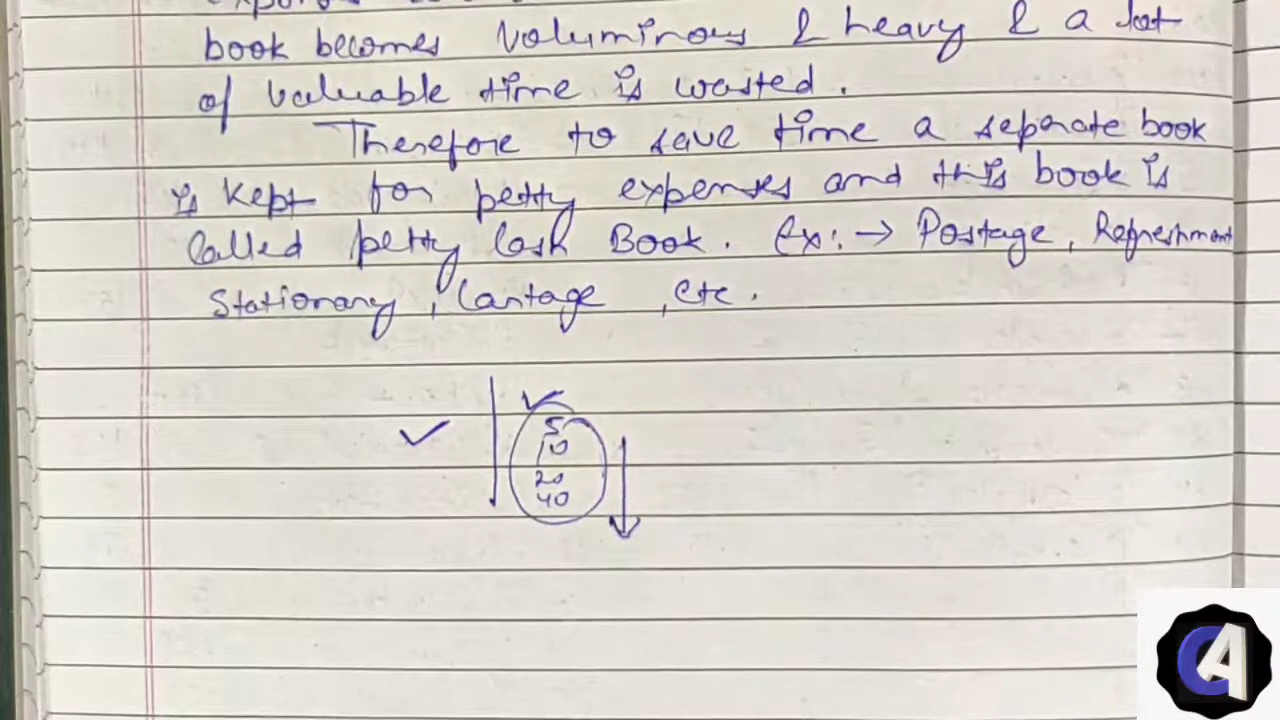 book becomes voluminous & heavy & a lot
of valuable time is wasted.
Therefore to save time a separate book
is kept for petty expenses and this book is
called petty cash Book. Ex:. → Postage, Refreshment
Stationary, Cartage , etc.
5
10
20
40
CA